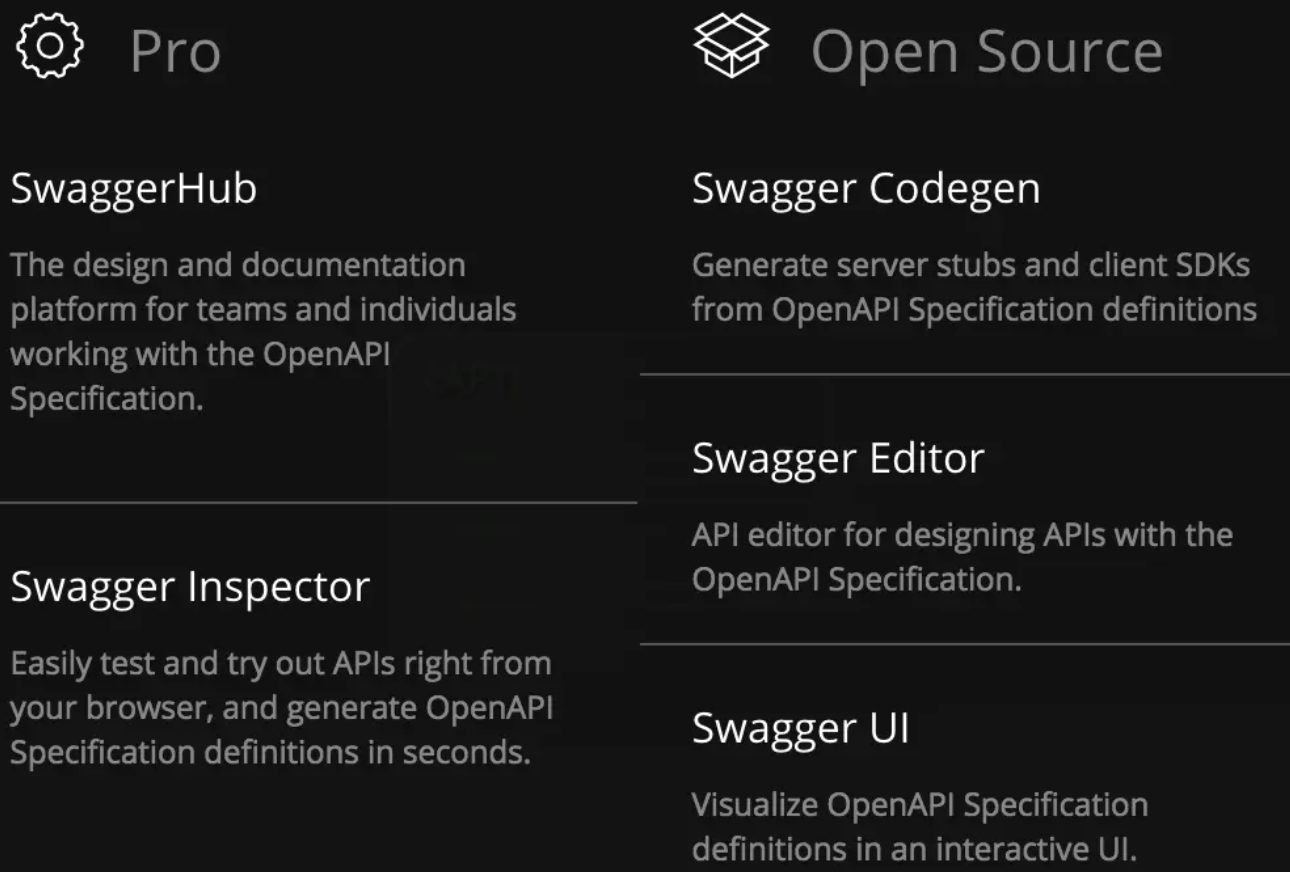 Pro
SwaggerHub
The design and documentation
platform for teams and individuals
working with the OpenAPI
Specification.
Swagger Inspector
Easily test and try out APIs right from
your browser, and generate OpenAPI
Specification definitions in seconds.
Open Source
Swagger Codegen
Generate server stubs and client SDKs
from OpenAPI Specification definitions
Swagger Editor
API editor for designing APIs with the
OpenAPI Specification.
Swagger UI
Visualize OpenAPI Specification
definitions in an interactive UI.